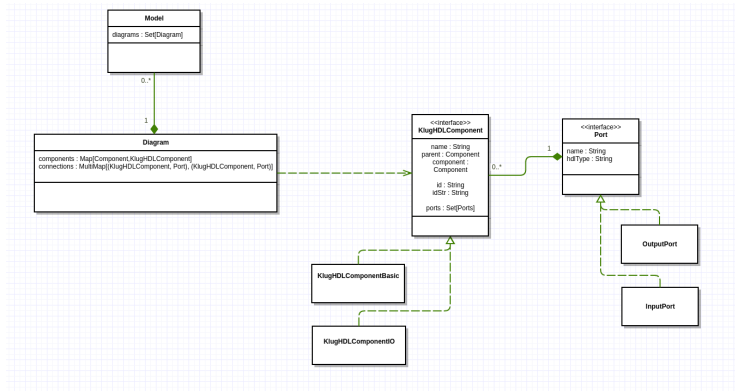 Model
diagrams : Set[Diagram]
0..*
1
Diagram
components : Map[Component,KlugHDLComponent]
connections : MultiMap[(KlugHDLComponent, Port), (KlugHDLComponent, Port)]
<<interface>>
KlugHDLComponent
name : String
parent : Component
component :
Component
id : String
idStr : String
ports : Set[Ports]
0..*
1
<<interface>>
Port
name : String
hdlType : String
OutputPort
InputPort
KlugHDLComponentBasic
KlugHDLComponentIO